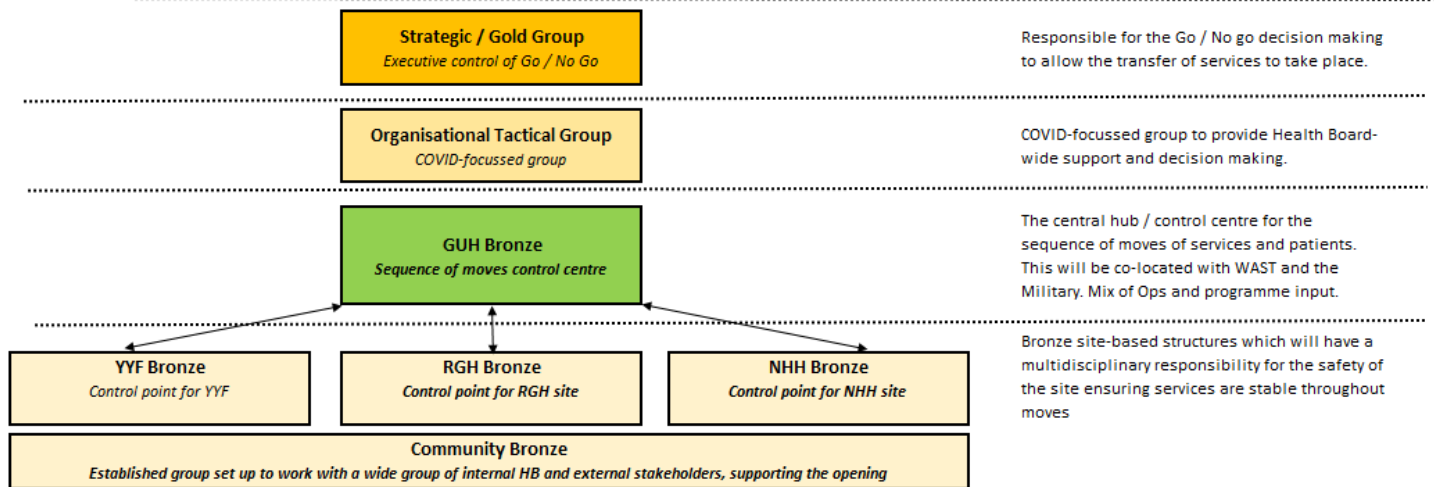 Strategic / Gold Group
Executive control of Go / No Go
Responsible for the Go / No go decision making
to allow the transfer of services to take place.
Organisational Tactical Group
COVID-focussed group
COVID-focussed group to provide Health Board-
wide support and decision making.
GUH Bronze
Sequence of moves control centre
The central hub / control centre for the
sequence of moves of services and patients.
This will be co-located with WAST and the
Military. Mix of Ops and programme input.
YYF Bronze
Control point for YYF
RGH Bronze
Control point for RGH site
NHH Bronze
Control point for NHH site
Bronze site-based structures which will have a
multidisciplinary responsibility for the safety of
the site ensuring services are stable throughout
moves
Community Bronze
Established group set up to work with a wide group of internal HB and external stakeholders, supporting the opening